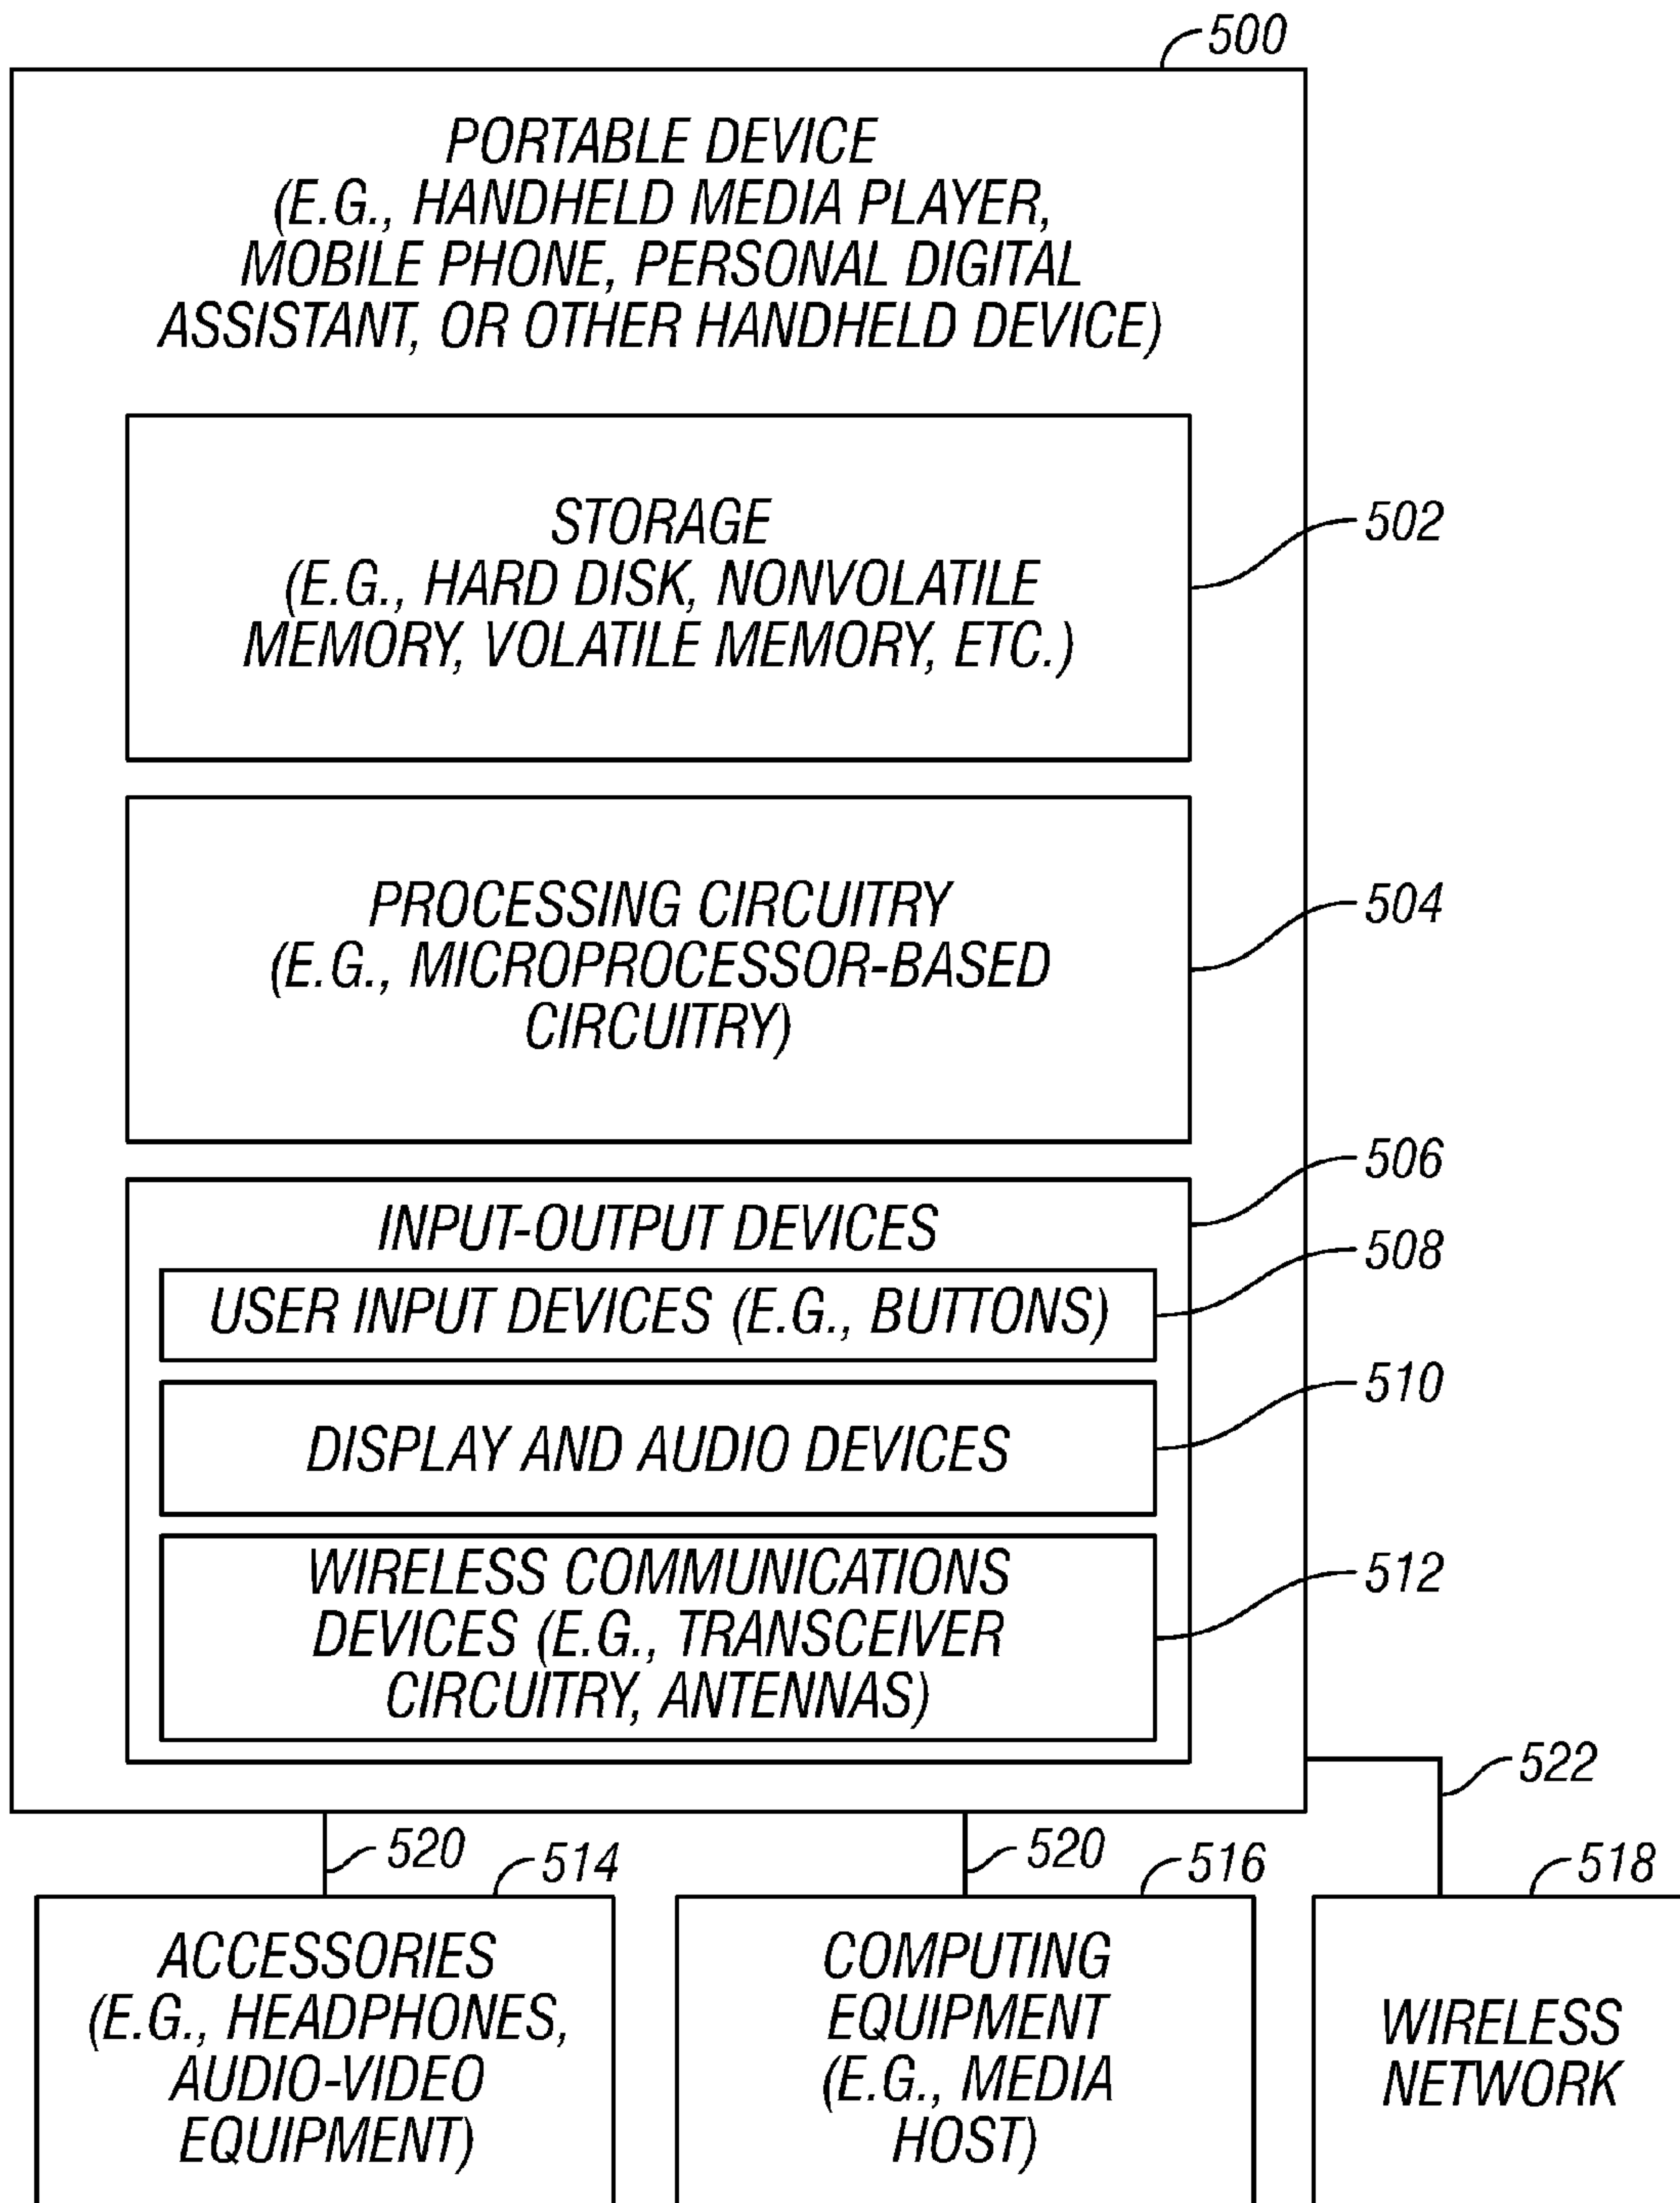 500
PORTABLE DEVICE
(E.G., HANDHELD MEDIA PLAYER,
MOBILE PHONE, PERSONAL DIGITAL
ASSISTANT, OR OTHER HANDHELD DEVICE)
STORAGE
(E.G., HARD DISK, NONVOLATILE
MEMORY, VOLATILE MEMORY, ETC.)
502
PROCESSING CIRCUITRY
(E.G., MICROPROCESSOR-BASED
CIRCUITRY)
504
INPUT-OUTPUT DEVICES
506
USER INPUT DEVICES (E.G., BUTTONS)
508
DISPLAY AND AUDIO DEVICES
510
WIRELESS COMMUNICATIONS
DEVICES (E.G., TRANSCEIVER
CIRCUITRY, ANTENNAS)
512
522
520
514
520
516
518
ACCESSORIES
(E.G., HEADPHONES,
AUDIO-VIDEO
EQUIPMENT)
COMPUTING
EQUIPMENT
(E.G., MEDIA
HOST)
WIRELESS
NETWORK